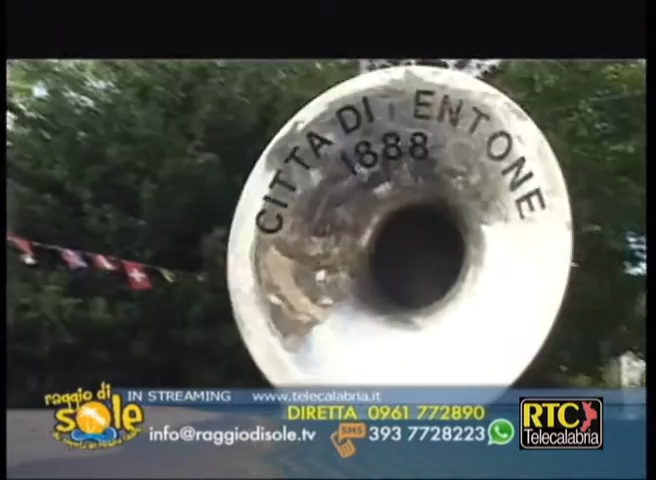 CITTA DI ENTONE
1888
raggio di
Sole
IN STREAMING www.telecalabria.it
DIRETTA 0961 772890
info@raggiodisole.tv SMS 393 7728223
RTC
Telecalabria